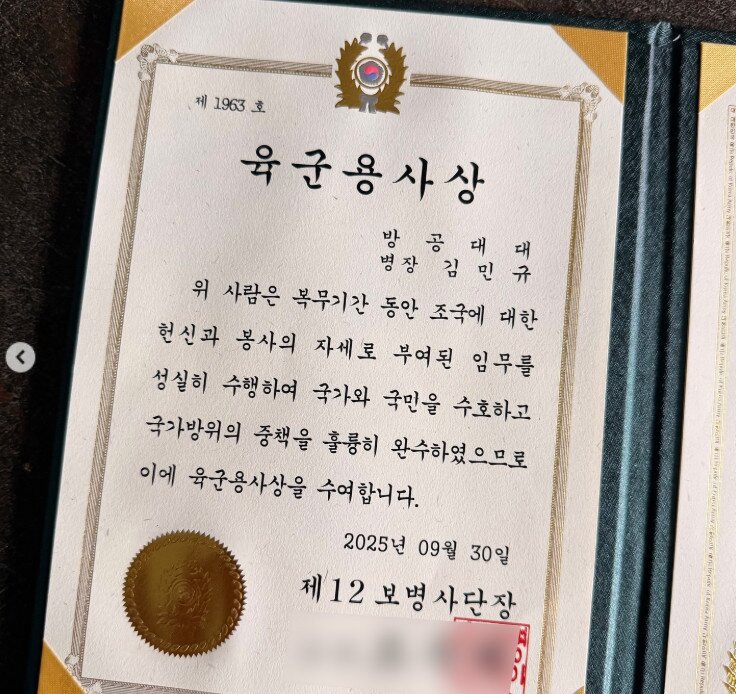 제 1963 호
육군용사상
방공대대
병장 김민규
위 사람은 복무기간 동안 조국에 대한
헌신과 봉사의 자세로 부여된 임무를
성실히 수행하여 국가와 국민을 수호하고
국가방위의 중책을 훌륭히 완수하였으므로
이에 육군용사상을 수여합니다.
2025년 09월 30일
제12보병사단장